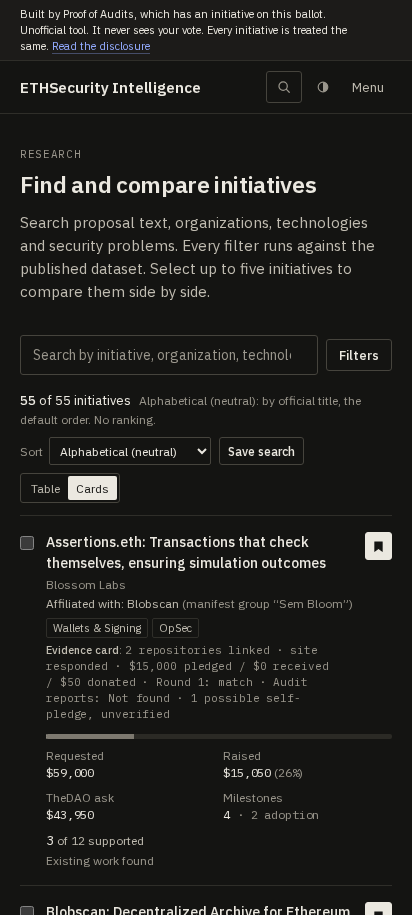 Built by Proof of Audits, which has an initiative on this ballot.
Unofficial tool. It never sees your vote. Every initiative is treated the
same. Read the disclosure
ETHSecurity Intelligence
Menu
RESEARCH
Find and compare initiatives
Search proposal text, organizations, technologies
and security problems. Every filter runs against the
published dataset. Select up to five initiatives to
compare them side by side.
Search by initiative, organization, technol
Filters
55 of 55 initiatives Alphabetical (neutral): by official title, the
default order. No ranking.
Sort Alphabetical (neutral) Save search
Table Cards
Assertions.eth: Transactions that check
themselves, ensuring simulation outcomes
Blossom Labs
Affiliated with: Blobscan (manifest group “Sem Bloom”)
Wallets & Signing OpSec
Evidence card: 2 repositories linked · site
responded · $15,000 pledged / $0 received
/ $50 donated · Round 1: match · Audit
reports: Not found · 1 possible self-
pledge, unverified
Requested Raised
$59,000 $15,050 (26%)
TheDAO ask Milestones
$43,950 4 · 2 adoption
3 of 12 supported
Existing work found
Blobscan: Decentralized Archive for Ethereum